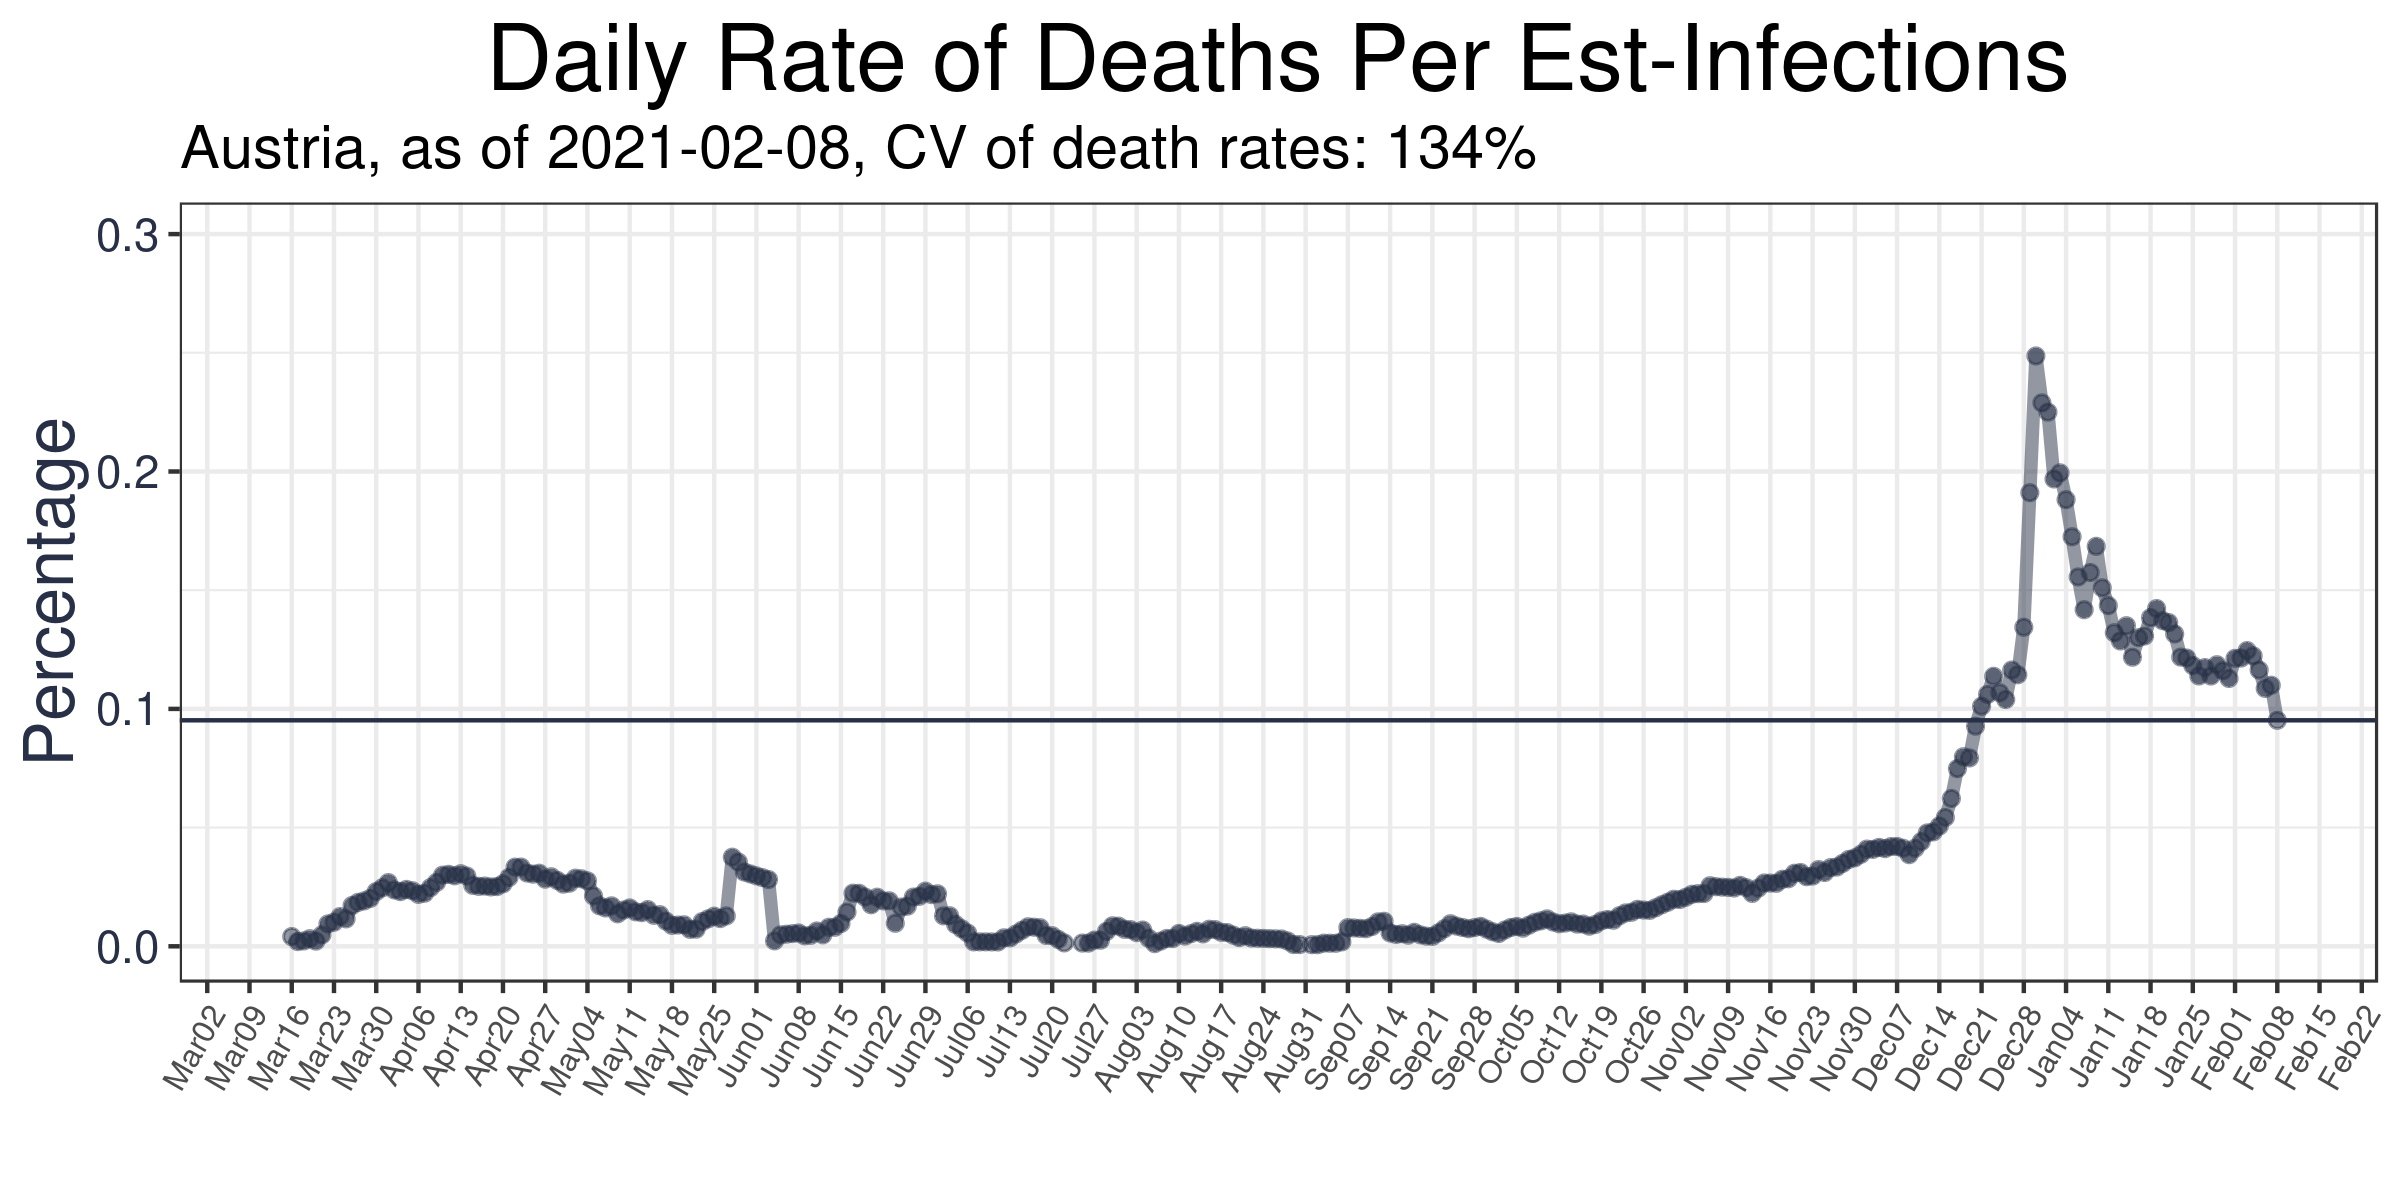 Daily Rate of Deaths Per Est-Infections
Austria, as of 2021-02-08, CV of death rates: 134%
Percentage
0.3
0.2
0.1
0.0
Mar02
Mar09
Mar16
Mar23
Mar30
Apr06
Apr13
Apr20
Apr27
May04
May11
May18
May25
Jun01
Jun08
Jun15
Jun22
Jun29
Jul06
Jul13
Jul20
Jul27
Aug03
Aug10
Aug17
Aug24
Aug31
Sep07
Sep14
Sep21
Sep28
Oct05
Oct12
Oct19
Oct26
Nov02
Nov09
Nov16
Nov23
Nov30
Dec07
Dec14
Dec21
Dec28
Jan04
Jan11
Jan18
Jan25
Feb01
Feb08
Feb15
Feb22